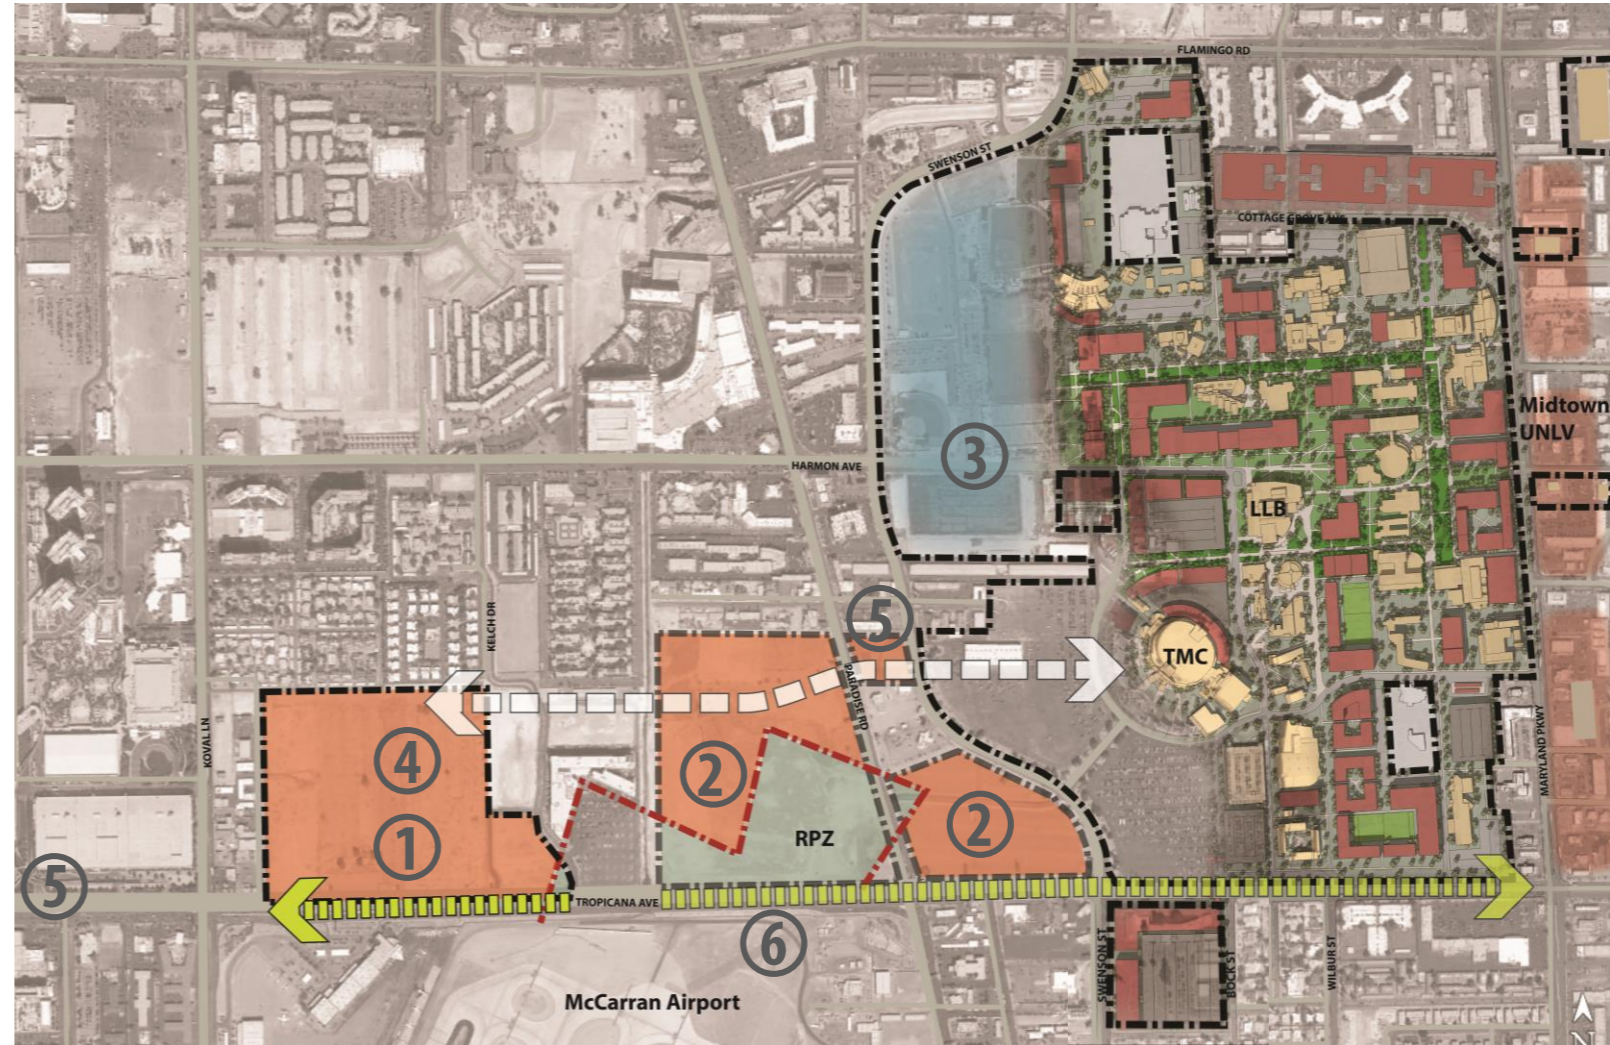 FLAMINGO RD
SWENSON ST
COTTAGE GROVE AVE
Midtown
UNLV
3
HARMON AVE
LLB
5
KELCH DR
TMC
PARADISE RD
KOVAL LN
4
2
MARYLAND PKWY
2
RPZ
1
5
TROPICANA AVE
6
SWENSON ST
BOCK ST
WILBUR ST
McCarran Airport
N